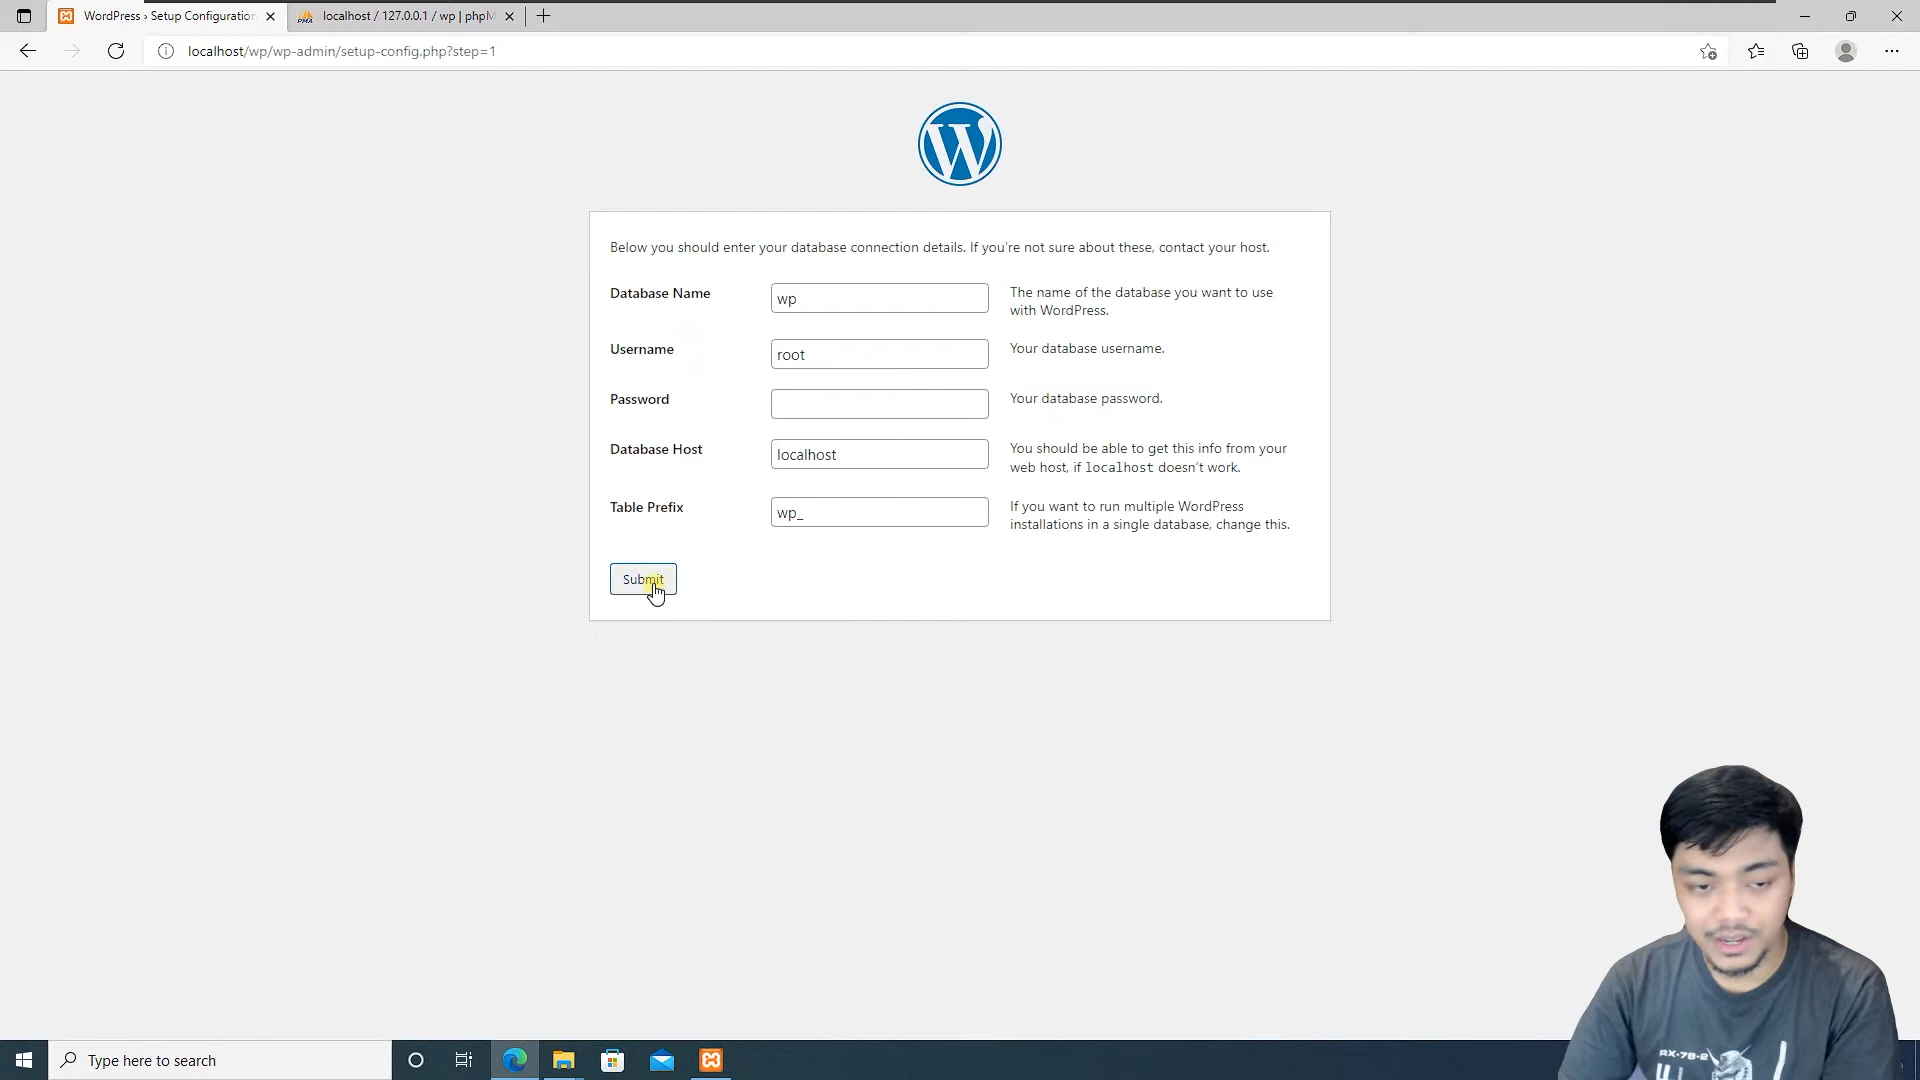 WordPress › Setup Configuration
localhost / 127.0.0.1 / wp | phpM
localhost/wp/wp-admin/setup-config.php?step=1
Below you should enter your database connection details. If you're not sure about these, contact your host.
Database Name
wp
The name of the database you want to use
with WordPress.
Username
root
Your database username.
Password
Your database password.
Database Host
localhost
You should be able to get this info from your
web host, if localhost doesn't work.
Table Prefix
wp_
If you want to run multiple WordPress
installations in a single database, change this.
Submit
RX-78-2
Type here to search